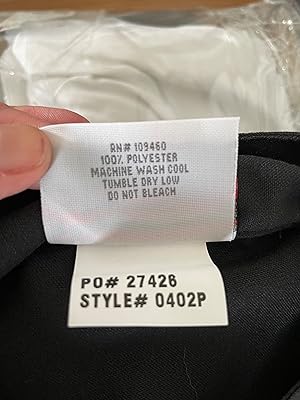 RN# 109460
100% POLYESTER
MACHINE WASH COOL
TUMBLE DRY LOW
DO NOT BLEACH
PO# 27426
STYLE# 0402P